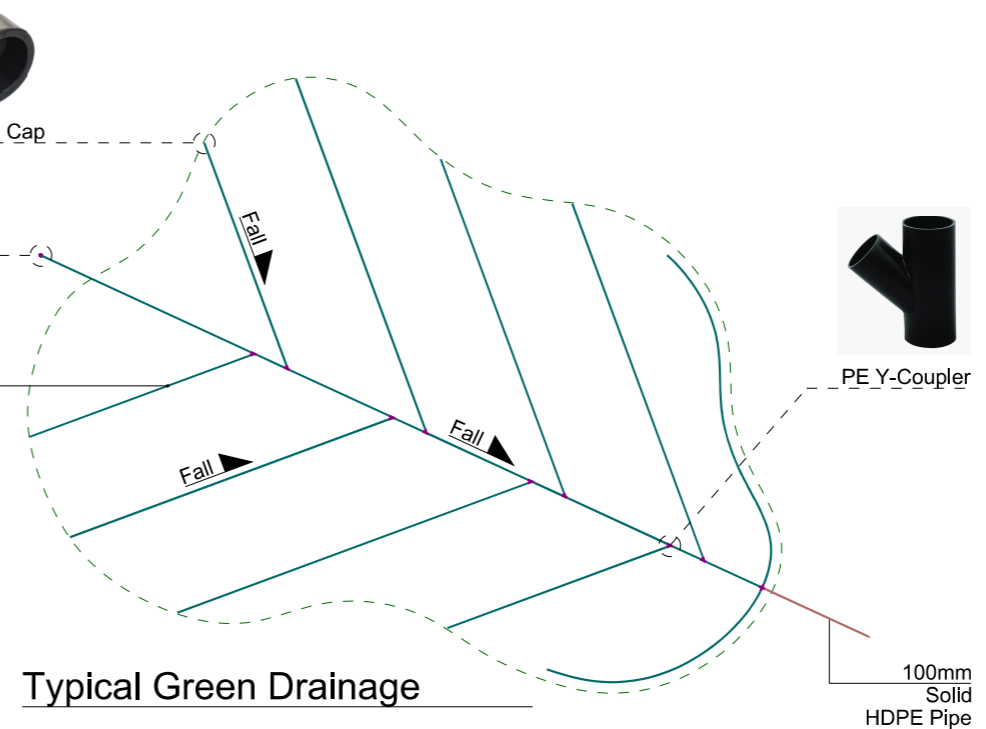 Cap
Fall
Fall
Fall
PE Y-Coupler
Typical Green Drainage
100mm
Solid
HDPE Pipe